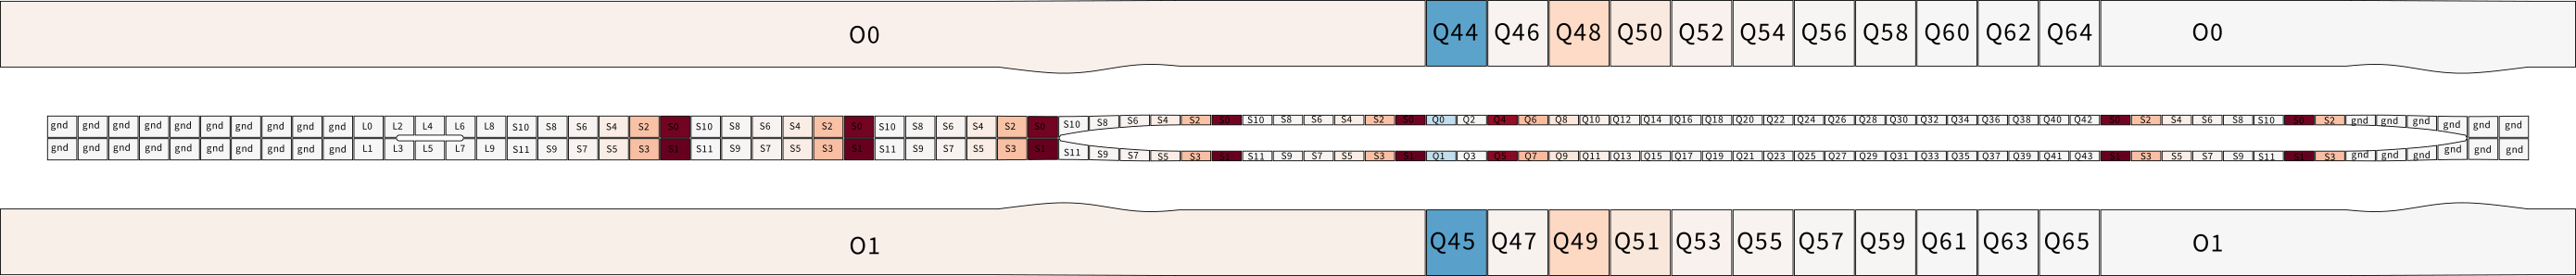 O0 Q44 Q46 Q48 Q50 Q52 Q54 Q56 Q58 Q60 Q62 Q64 O0
gnd gnd gnd gnd gnd gnd gnd gnd gnd gnd L0 L2 L4 L6 L8 S10 S8 S6 S4 S2 S0 S10 S8 S6 S4 S2 S0 S10 S8 S6 S4 S2 S0 S10 S8 S6 S4 S2 S0 S10 S8 S6 S4 S2 S0 Q0 Q2 Q4 Q6 Q8 Q10 Q12 Q14 Q16 Q18 Q20 Q22 Q24 Q26 Q28 Q30 Q32 Q34 Q36 Q38 Q40 Q42 S0 S2 S4 S6 S8 S10 S0 S2 gnd gnd gnd gnd gnd gnd
gnd gnd gnd gnd gnd gnd gnd gnd gnd gnd L1 L3 L5 L7 L9 S11 S9 S7 S5 S3 S1 S11 S9 S7 S5 S3 S1 S11 S9 S7 S5 S3 S1 S11 S9 S7 S5 S3 S1 S11 S9 S7 S5 S3 S1 Q1 Q3 Q5 Q7 Q9 Q11 Q13 Q15 Q17 Q19 Q21 Q23 Q25 Q27 Q29 Q31 Q33 Q35 Q37 Q39 Q41 Q43 S1 S3 S5 S7 S9 S11 S1 S3 gnd gnd gnd gnd gnd gnd
O1 Q45 Q47 Q49 Q51 Q53 Q55 Q57 Q59 Q61 Q63 Q65 O1